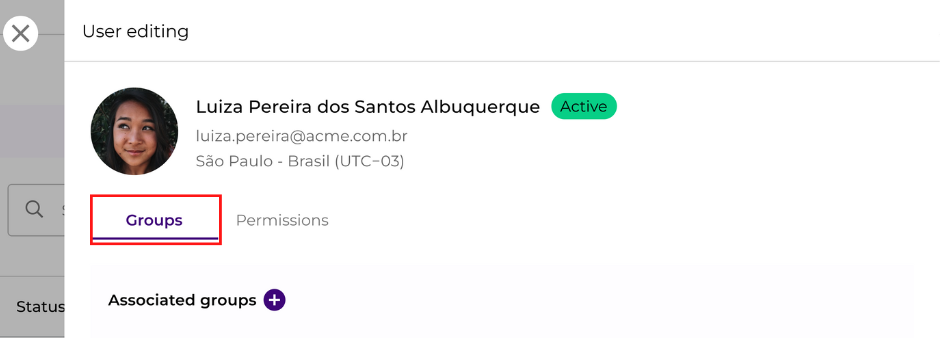 User editing
Luiza Pereira dos Santos Albuquerque Active
luiza.pereira@acme.com.br
São Paulo - Brasil (UTC-03)
Groups Permissions
Associated groups
Status